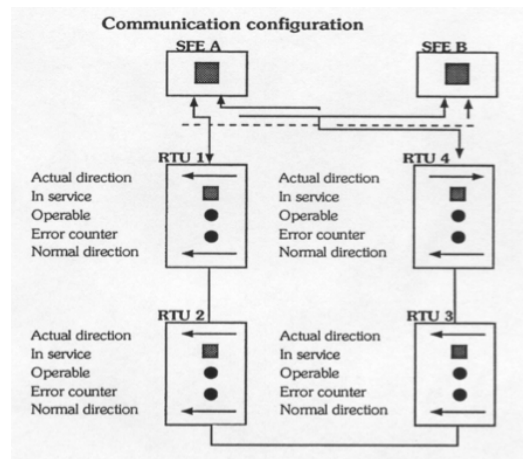 Communication configuration
SFE A
SFE B
RTU 1
RTU 4
Actual direction
In service
Operable
Error counter
Normal direction
Actual direction
In service
Operable
Error counter
Normal direction
RTU 2
RTU 3
Actual direction
In service
Operable
Error counter
Normal direction
Actual direction
In service
Operable
Error counter
Normal direction